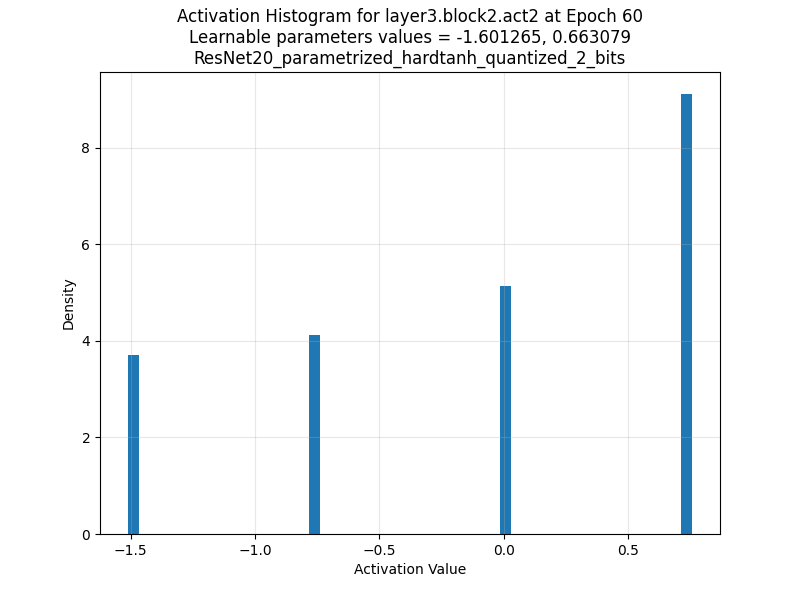 Activation Histogram for layer3.block2.act2 at Epoch 60
Learnable parameters values = -1.601265, 0.663079
ResNet20_parametrized_hardtanh_quantized_2_bits
Density
8
6
4
2
0
−1.5
−1.0
−0.5
0.0
0.5
Activation Value